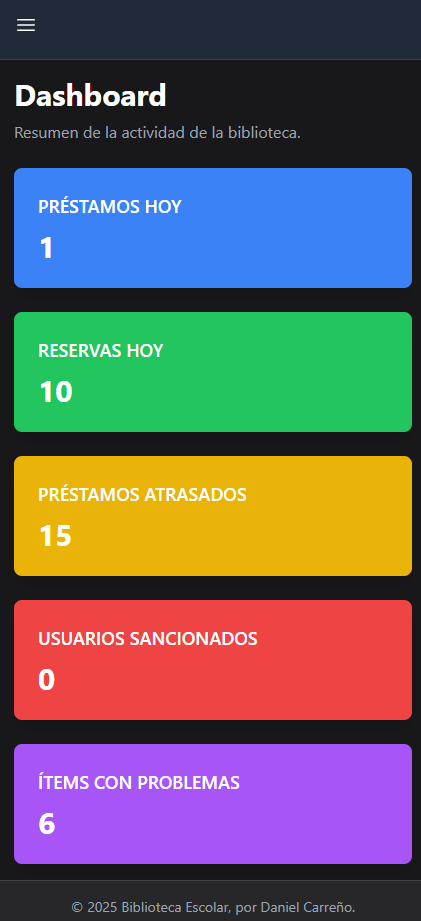 Dashboard
Resumen de la actividad de la biblioteca.
PRÉSTAMOS HOY
1
RESERVAS HOY
10
PRÉSTAMOS ATRASADOS
15
USUARIOS SANCIONADOS
0
ÍTEMS CON PROBLEMAS
6
© 2025 Biblioteca Escolar, por Daniel Carreño.